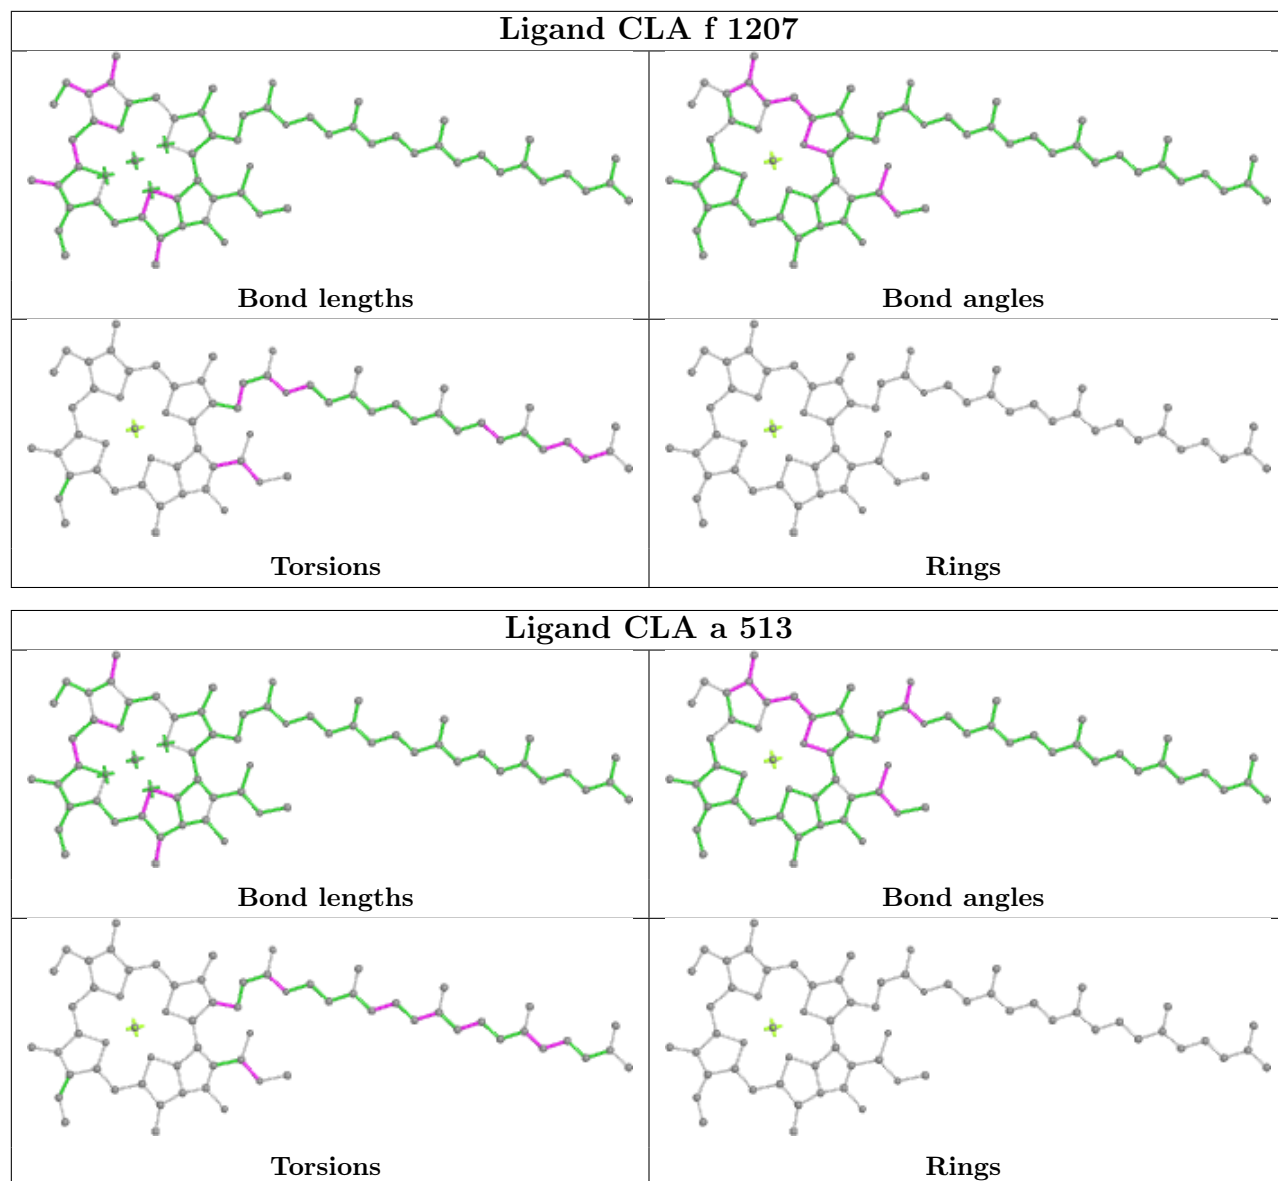 Ligand CLA f 1207
Bond lengths
Bond angles
Torsions
Rings
Ligand CLA a 513
Bond lengths
Bond angles
Torsions
Rings